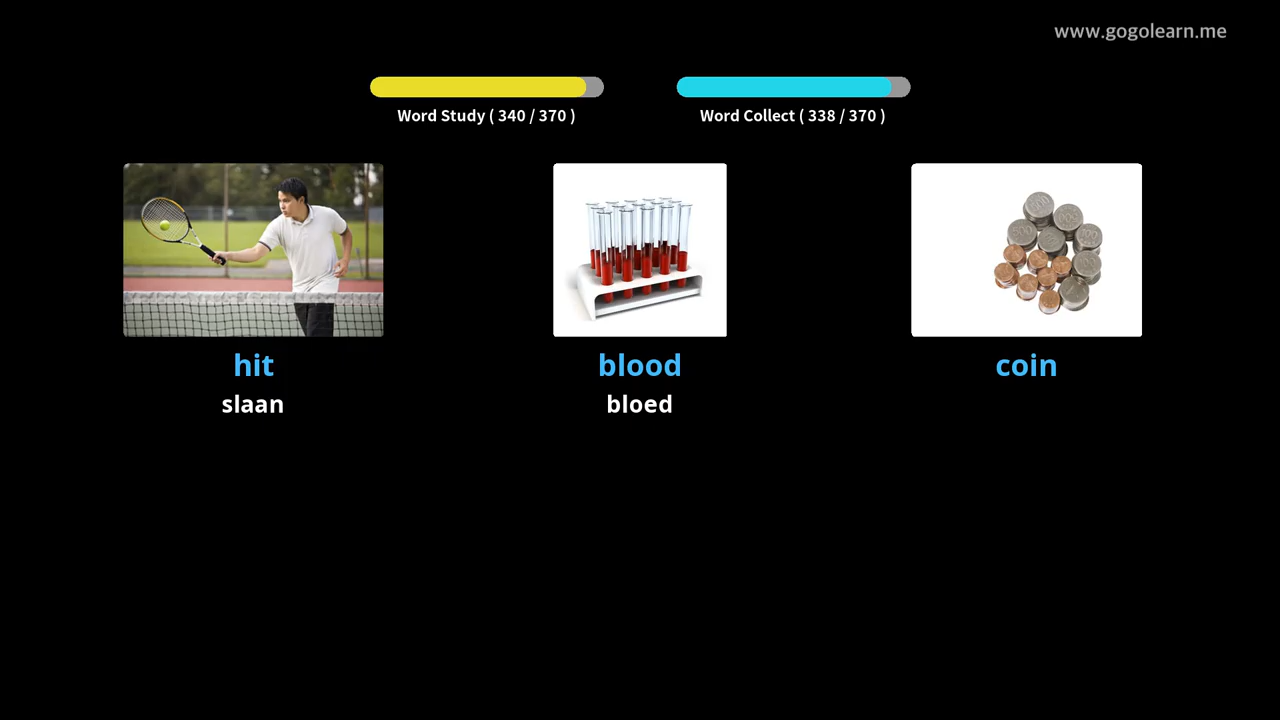 www.gogolearn.me
Word Study ( 340 / 370 )
Word Collect ( 338 / 370 )
hit
slaan
blood
bloed
coin